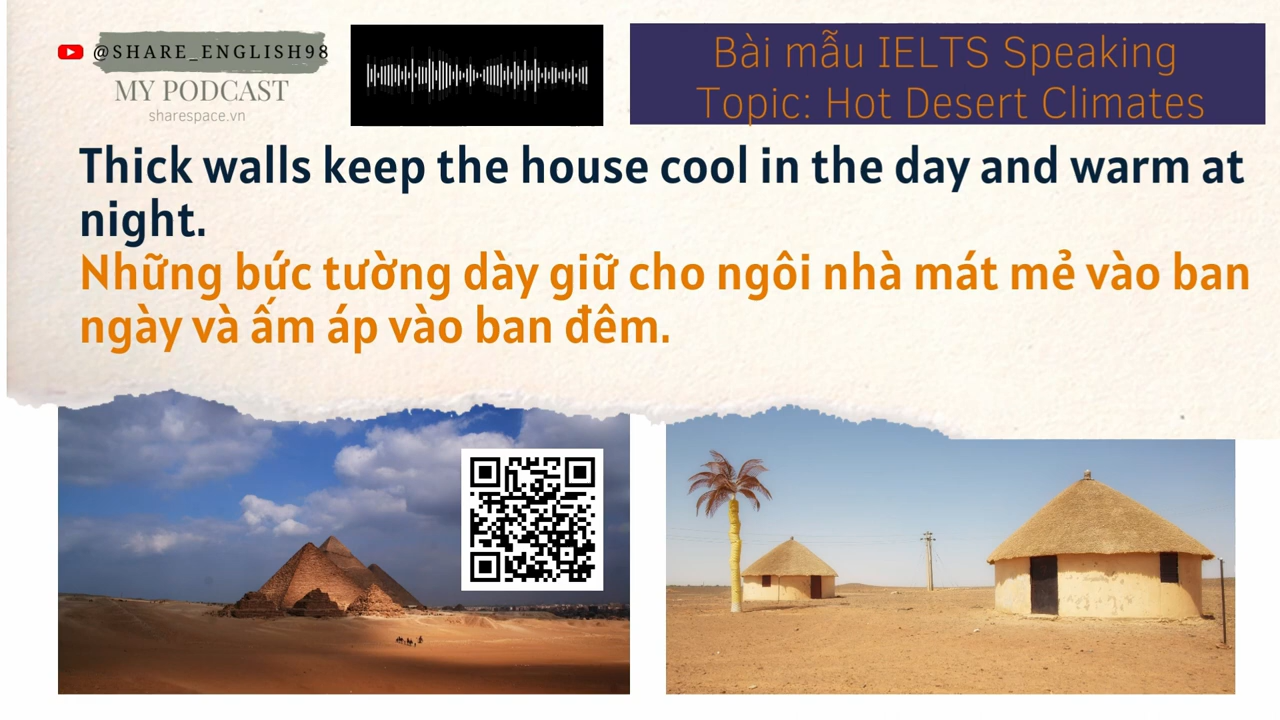 @SHARE_ENGLISH98
MY PODCAST
sharespace.vn
Bài mẫu IELTS Speaking
Topic: Hot Desert Climates
Thick walls keep the house cool in the day and warm at
night.
Những bức tường dày giữ cho ngôi nhà mát mẻ vào ban
ngày và ấm áp vào ban đêm.